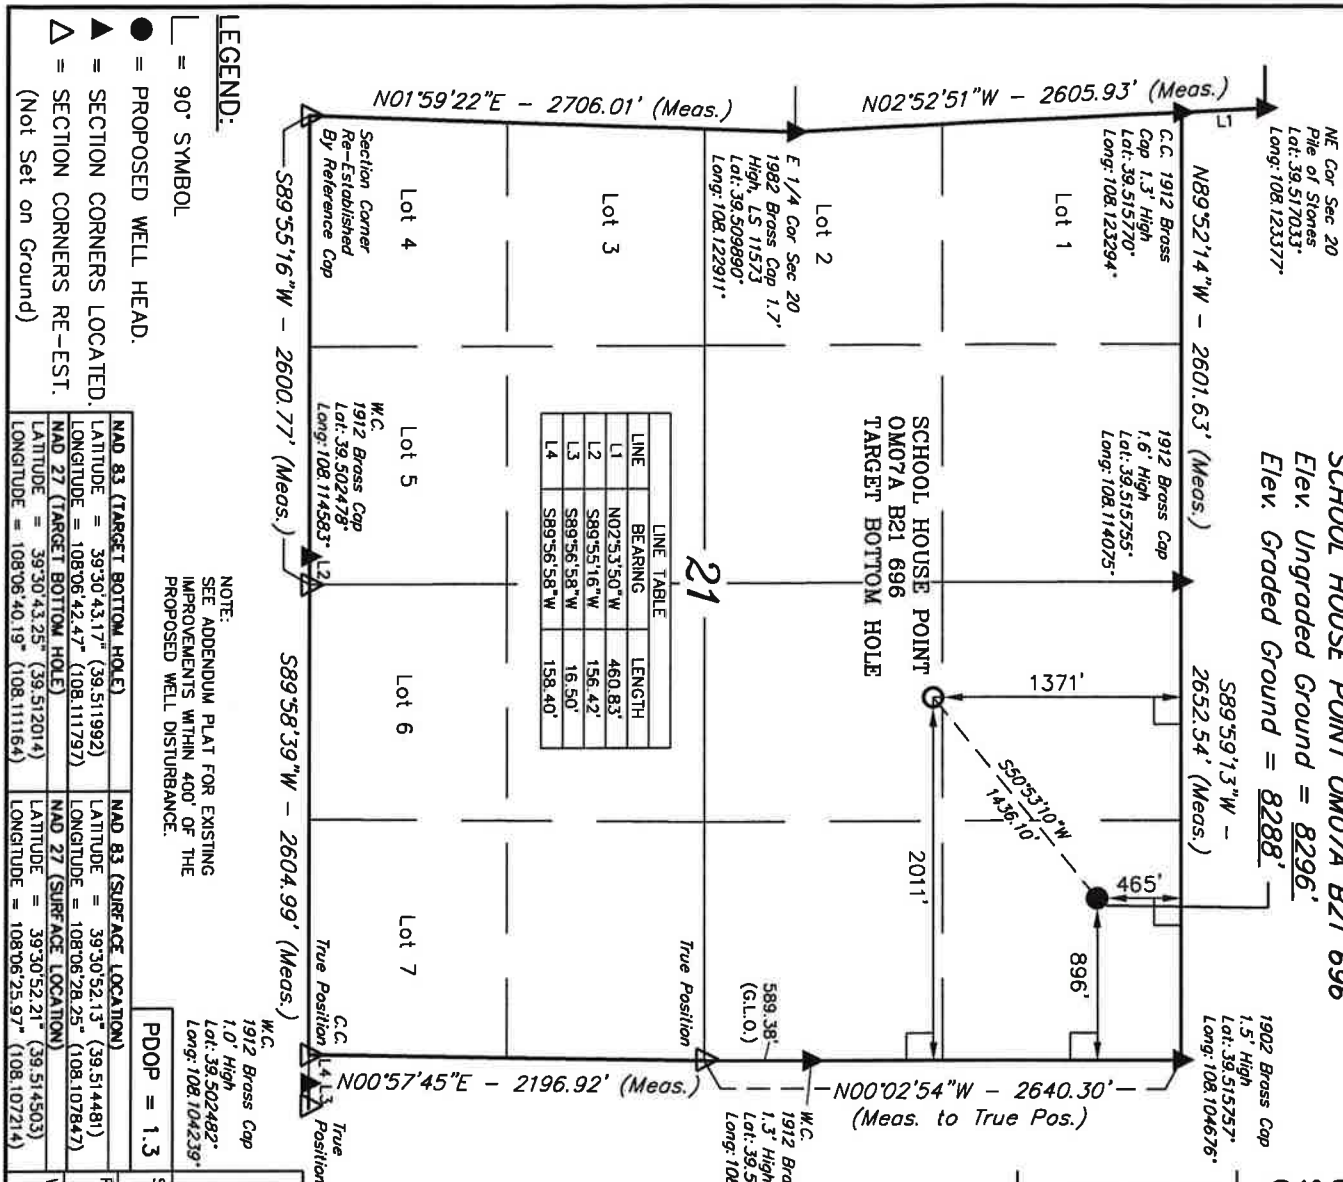 SCHOOL HOUSE POINT OM07A B21 696
Elev. Ungraded Ground = 8296'
Elev. Graded Ground = 8288'
NE Cor Sec 20
Pile of Stones
Lat: 39.517033°
Long: 108.123377°
L1
N02°52'51"W - 2605.93' (Meas.)
N01°59'22"E - 2706.01' (Meas.)
N89°52'14"W - 2601.63' (Meas.)
S89°59'13"W -
2652.54' (Meas.)
C.C. 1912 Brass
Cap 1.3' High
Lat: 39.515770°
Long: 108.123294°
1912 Brass Cap
1.6' High
Lat: 39.515755°
Long: 108.114075°
1902 Brass Cap
1.5' High
Lat: 39.515757°
Long: 108.104676°
Lot 1
Lot 2
E 1/4 Cor Sec 20
1982 Brass Cap 1.7'
High, LS 11573
Lat: 39.509890°
Long: 108.122911°
Lot 3
Lot 4
Section Corner
Re-Established
By Reference Cap
SCHOOL HOUSE POINT
OM07A B21 696
TARGET BOTTOM HOLE
1371'
465'
S50°53'10"W
1436.10'
2011'
896'
21
LINE TABLE
LINE BEARING LENGTH
L1 N02°53'50"W 460.83'
L2 S89°55'16"W 156.42'
L3 S89°56'58"W 16.50'
L4 S89°56'58"W 158.40'
N00°02'54"W - 2640.30'
(Meas. to True Pos.)
589.38'
(G.L.O.)
True Position
W.C.
1912 Bra
1.3' High
Lat: 39.5
Long: 108
N00°57'45"E - 2196.92' (Meas.)
Lot 5
W.C.
1912 Brass Cap
Lat: 39.502478°
Long: 108.114583°
L2
Lot 6
Lot 7
C.C.
True Position
L4
L3
True
Position
S89°55'16"W - 2600.77' (Meas.)
S89°58'39"W - 2604.99' (Meas.)
W.C.
1912 Brass Cap
1.0' High
Lat: 39.502482°
Long: 108.104239°
NOTE:
SEE ADDENDUM PLAT FOR EXISTING
IMPROVEMENTS WITHIN 400' OF THE
PROPOSED WELL DISTURBANCE.
LEGEND:
= 90° SYMBOL
= PROPOSED WELL HEAD.
= SECTION CORNERS LOCATED.
= SECTION CORNERS RE-EST.
(Not Set on Ground)
PDOP = 1.3
NAD 83 (TARGET BOTTOM HOLE)
LATITUDE = 39°30'43.17" (39.511992)
LONGITUDE = 108°06'42.47" (108.111797)
NAD 27 (TARGET BOTTOM HOLE)
LATITUDE = 39°30'43.25" (39.512014)
LONGITUDE = 108°06'40.19" (108.111164)
NAD 83 (SURFACE LOCATION)
LATITUDE = 39°30'52.13" (39.514481)
LONGITUDE = 108°06'28.25" (108.107847)
NAD 27 (SURFACE LOCATION)
LATITUDE = 39°30'52.21" (39.514503)
LONGITUDE = 108°06'25.97" (108.107214)